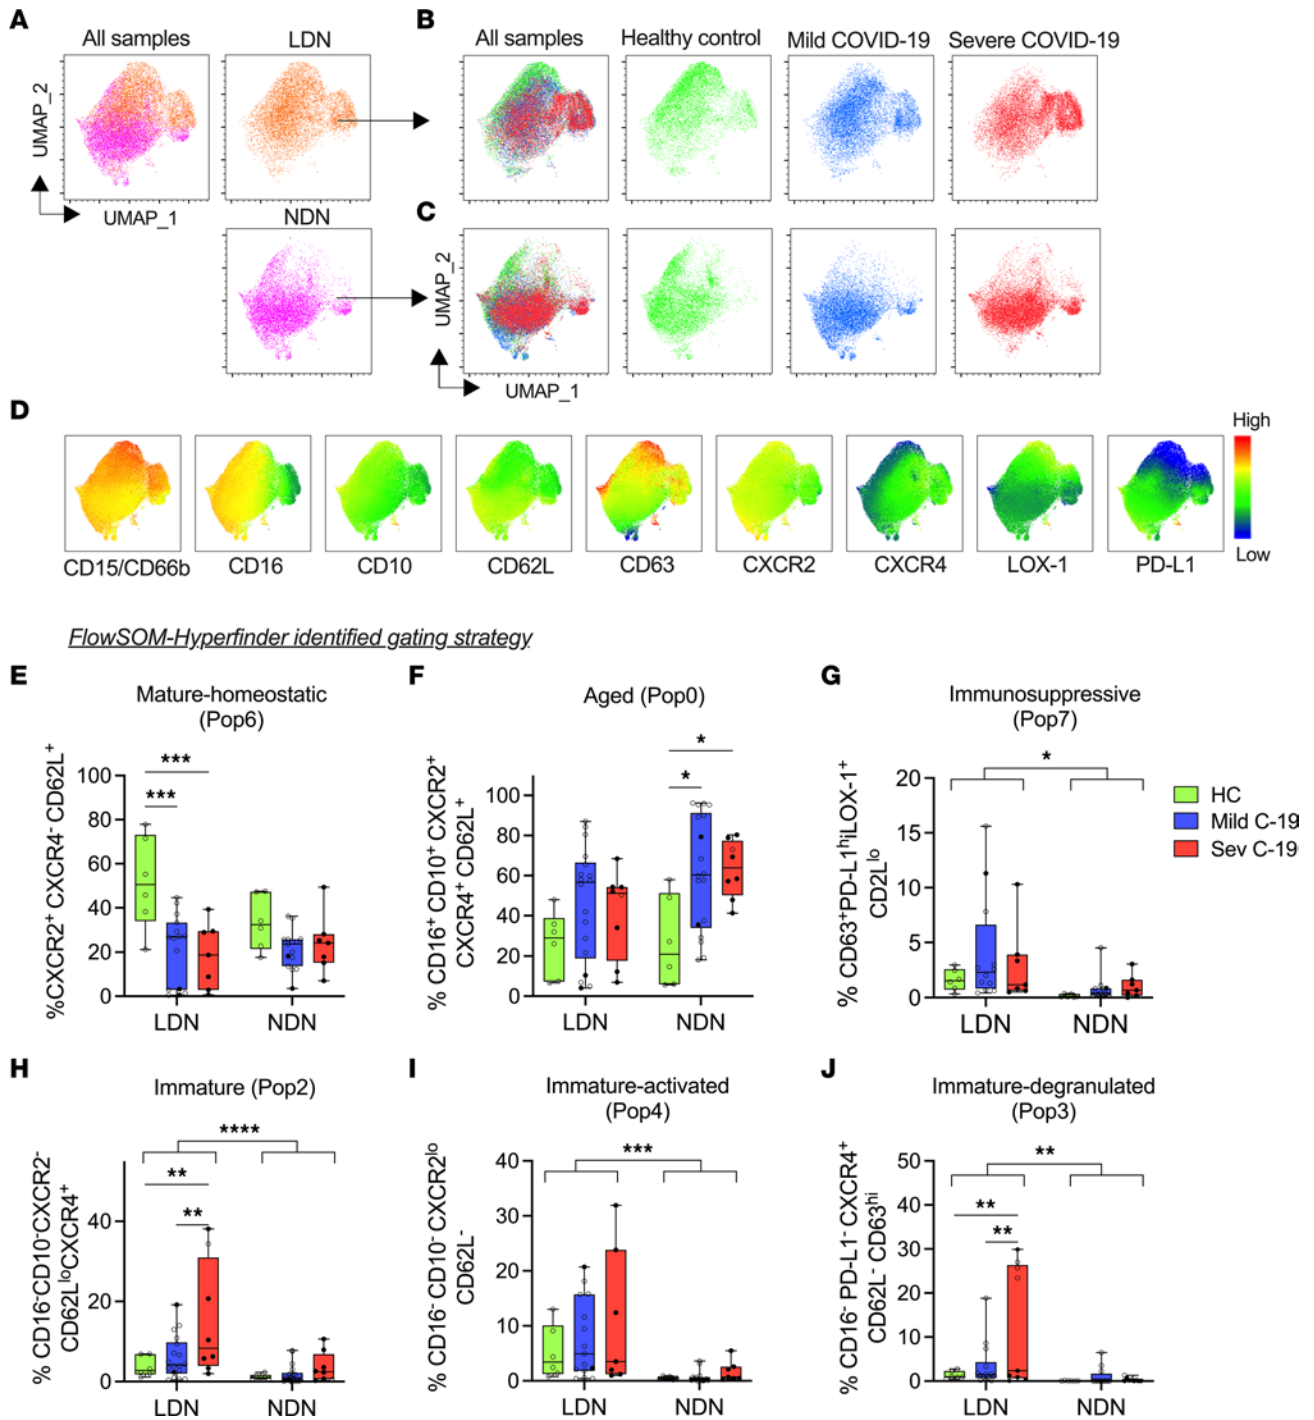 A
All samples
LDN
UMAP_2
UMAP_1
NDN
B
All samples
Healthy control
Mild COVID-19
Severe COVID-19
C
UMAP_2
UMAP_1
D
High
Low
CD15/CD66b
CD16
CD10
CD62L
CD63
CXCR2
CXCR4
LOX-1
PD-L1
FlowSOM-Hyperfinder identified gating strategy
E
Mature-homeostatic
(Pop6)
%CXCR2⁺ CXCR4⁻ CD62L⁺
100
80
60
40
20
0
***
***
LDN
NDN
F
Aged (Pop0)
% CD16⁺ CD10⁺ CXCR2⁺
CXCR4⁺ CD62L⁺
100
80
60
40
20
0
*
*
LDN
NDN
G
Immunosuppressive
(Pop7)
% CD63⁺PD-L1ʰⁱLOX-1⁺
CD2Lˡᵒ
20
15
10
5
0
*
LDN
NDN
HC
Mild C-19
Sev C-19
H
Immature (Pop2)
% CD16⁻CD10⁻CXCR2⁻
CD62LˡᵒCXCR4⁺
40
20
0
****
**
**
LDN
NDN
I
Immature-activated
(Pop4)
% CD16⁻ CD10⁻ CXCR2ˡᵒ
CD62L⁻
40
30
20
10
0
***
LDN
NDN
J
Immature-degranulated
(Pop3)
% CD16⁻ PD-L1⁻ CXCR4⁺
CD62L⁻ CD63ʰⁱ
50
40
30
20
10
0
**
**
**
LDN
NDN